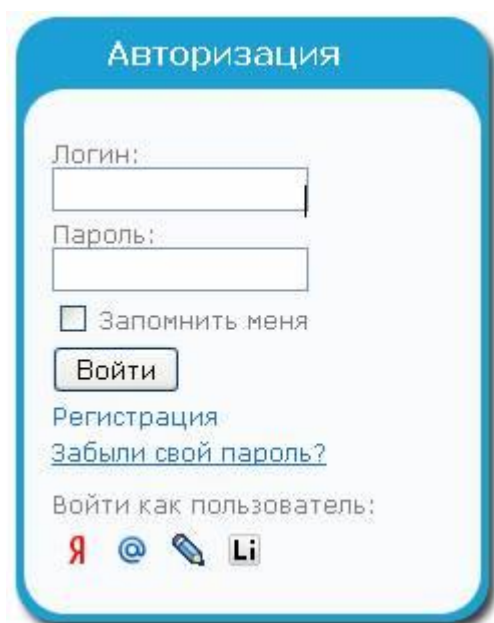 Авторизация
Логин:
Пароль:
Запомнить меня
Войти
Регистрация
Забыли свой пароль?
Войти как пользователь:
Я @ Li